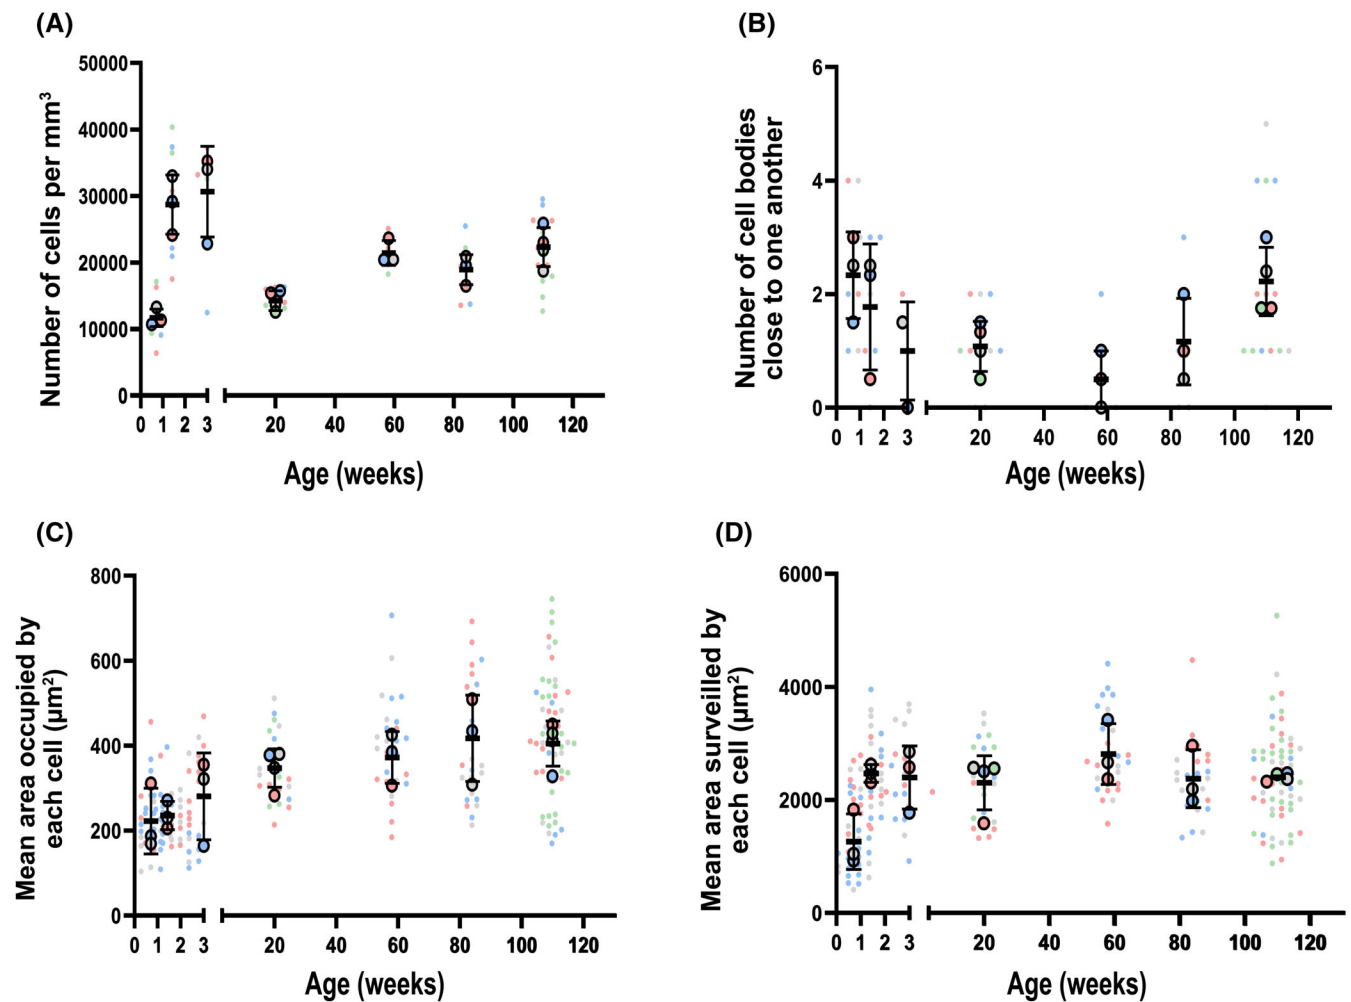 (A)
Number of cells per mm³
50000
40000
30000
20000
10000
0
0 1 2 3 20 40 60 80 100 120
Age (weeks)
(B)
Number of cell bodies
close to one another
6
4
2
0
0 1 2 3 20 40 60 80 100 120
Age (weeks)
(C)
Mean area occupied by
each cell (µm²)
800
600
400
200
0
0 1 2 3 20 40 60 80 100 120
Age (weeks)
(D)
Mean area surveilled by
each cell (µm²)
6000
4000
2000
0
0 1 2 3 20 40 60 80 100 120
Age (weeks)